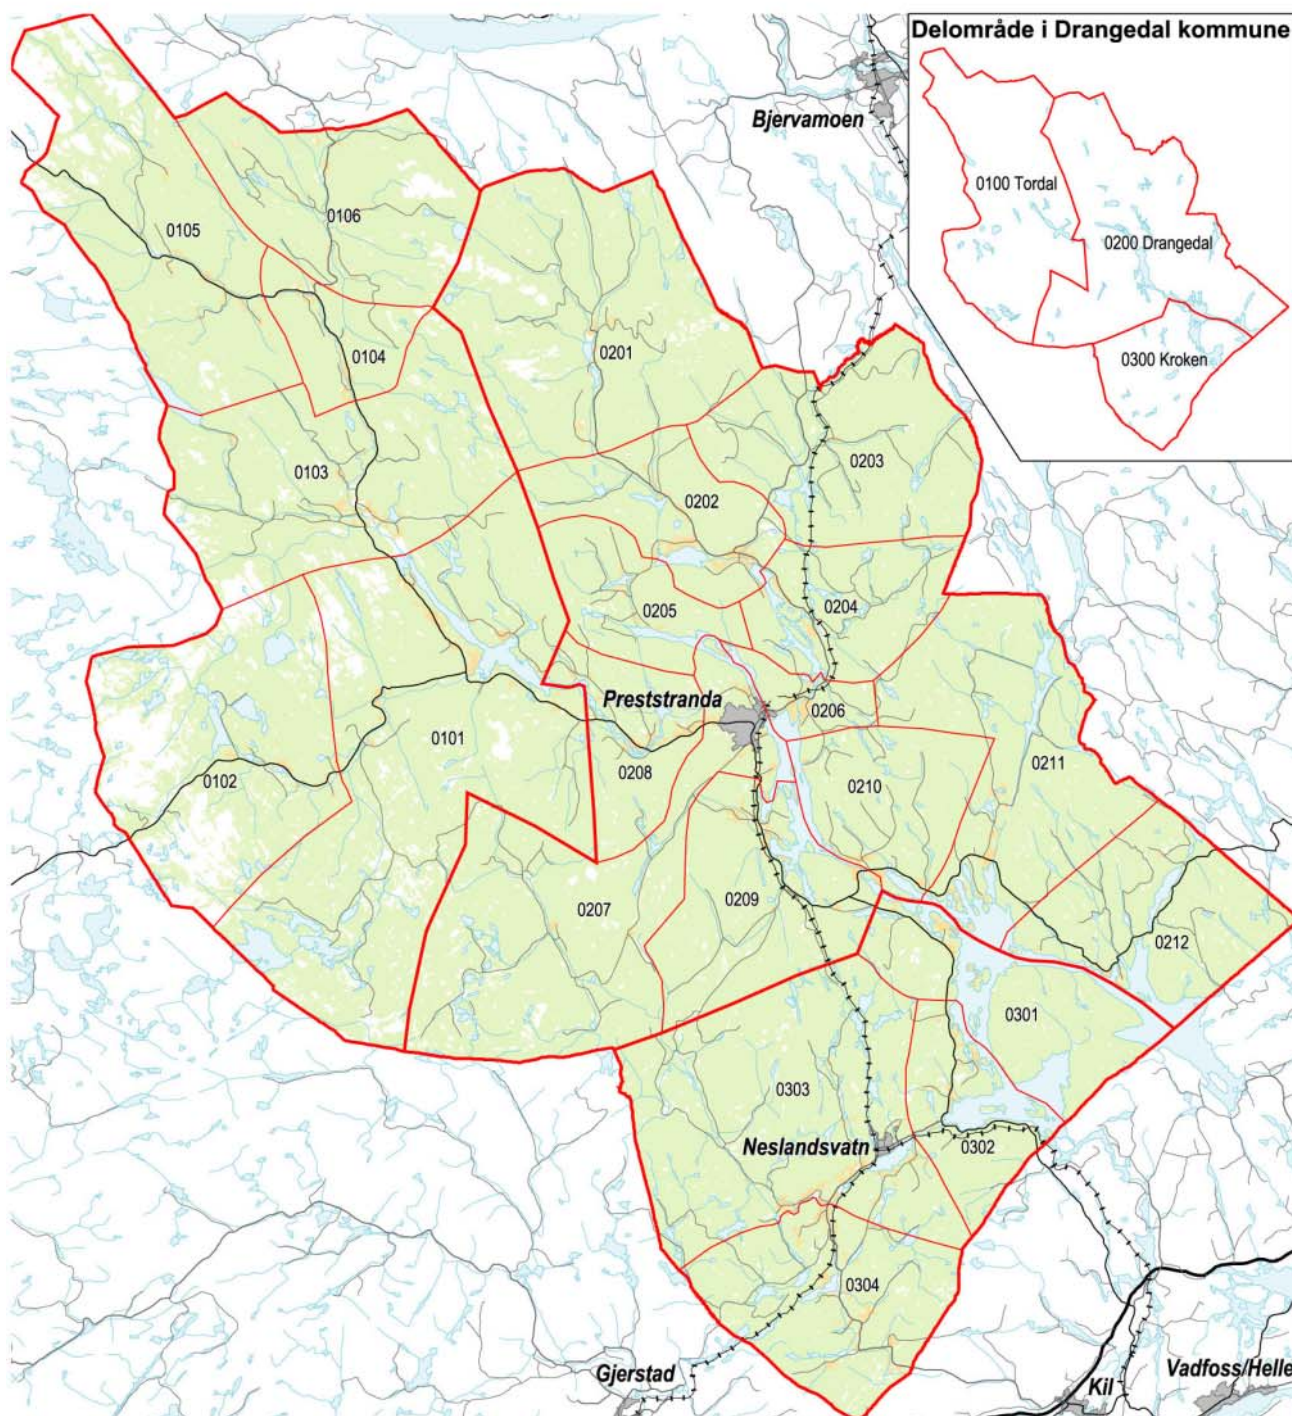 Delområde i Drangedal kommune
Bjervamoen
0100 Tordal
0106
0105
0200 Drangedal
0201
0104
0300 Kroken
0103
0203
0202
0205
0204
Preststranda
0206
0101
0211
0208
0102
0210
0209
0207
0212
0301
0303
Neslandsvatn
0302
0304
Gjerstad
Vadfoss/Helle
Kil